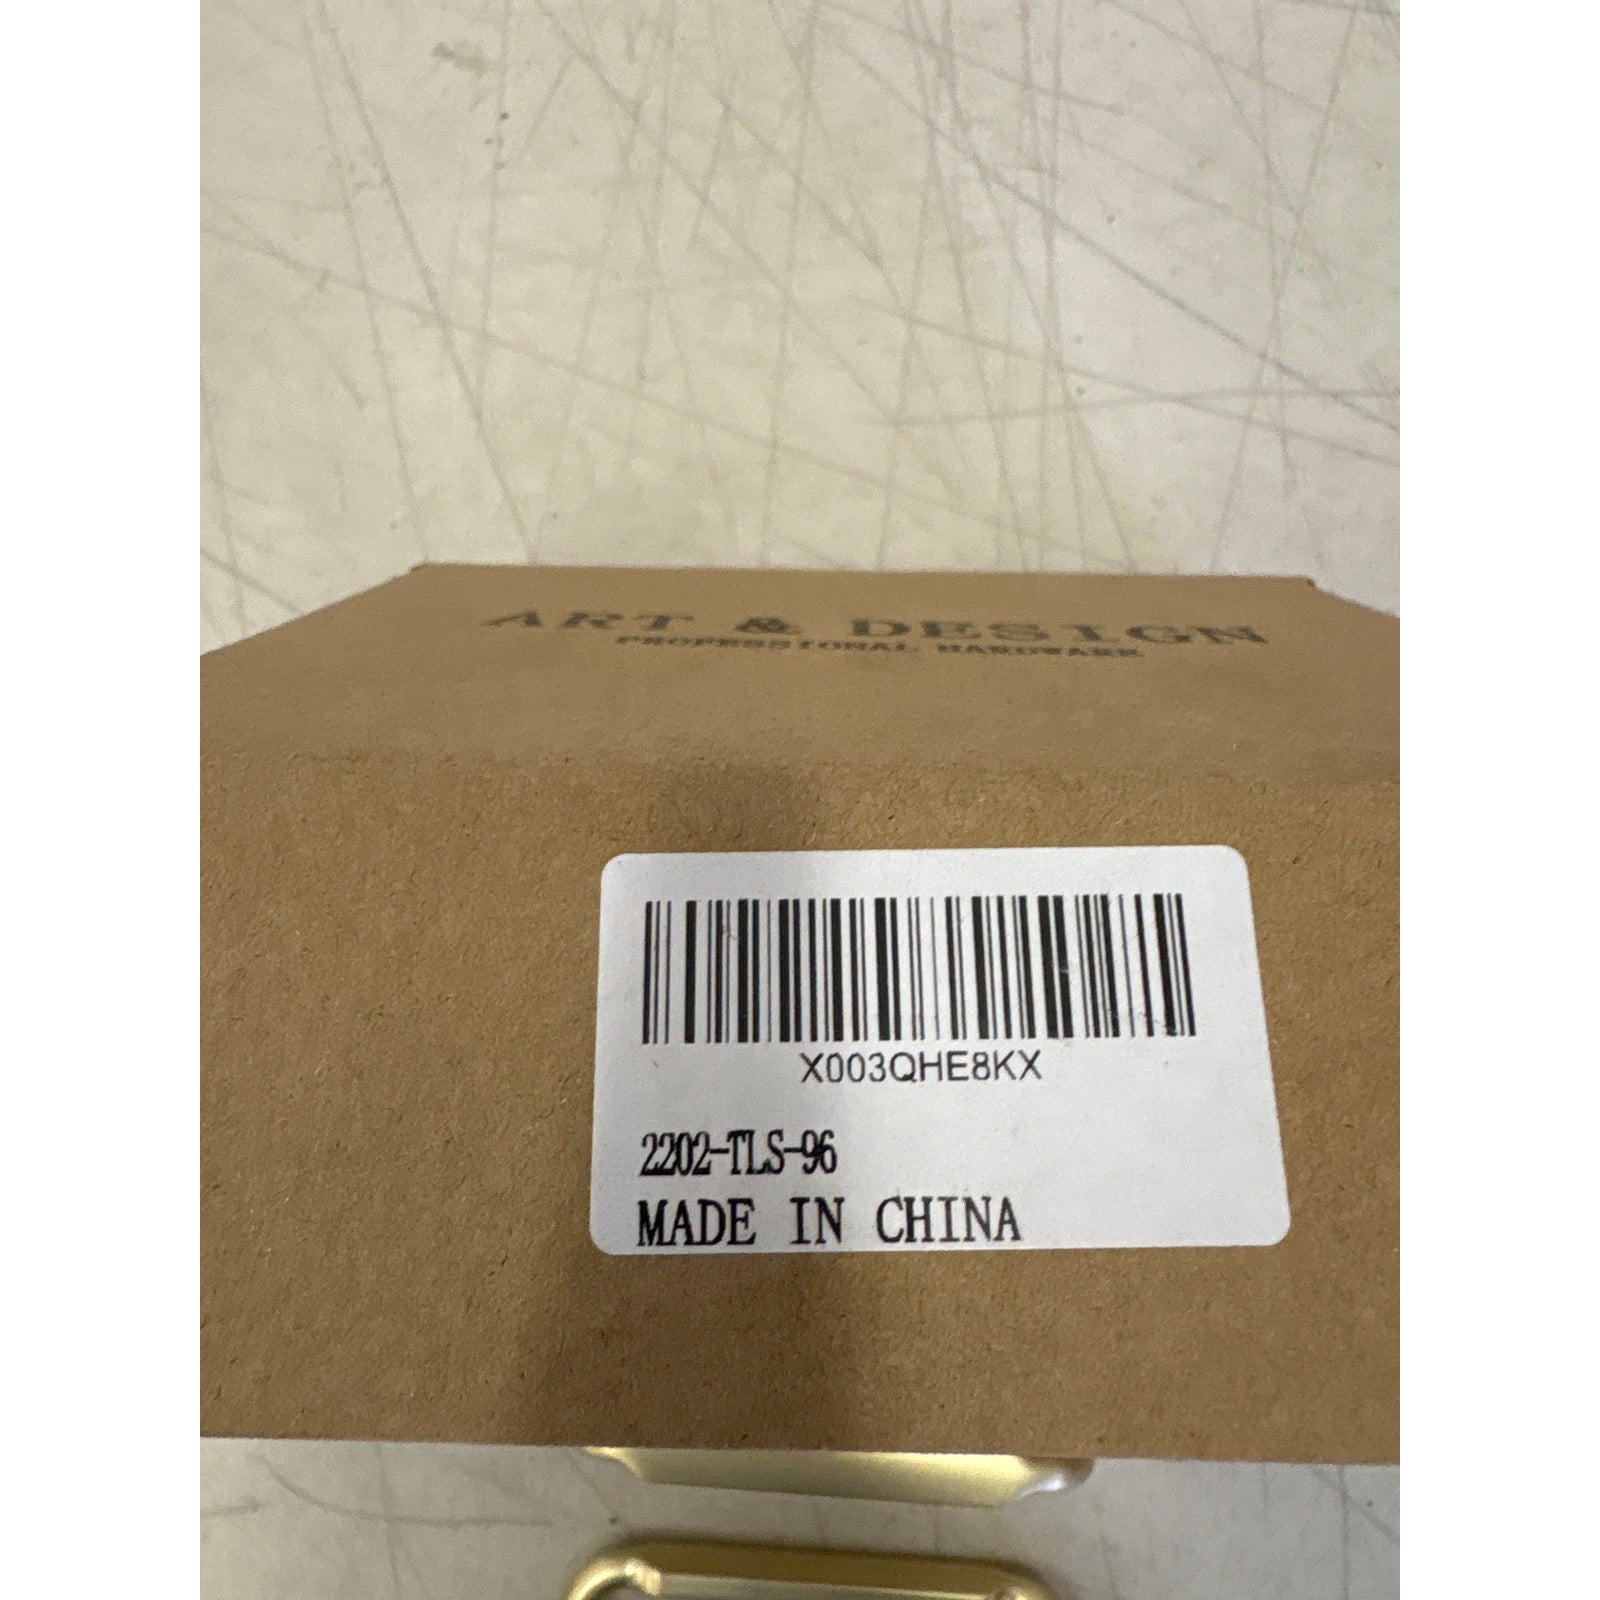 ART & DESIGN
PROFESSIONAL HARDWARE
X003QHE8KX
2202-TLS-96
MADE IN CHINA